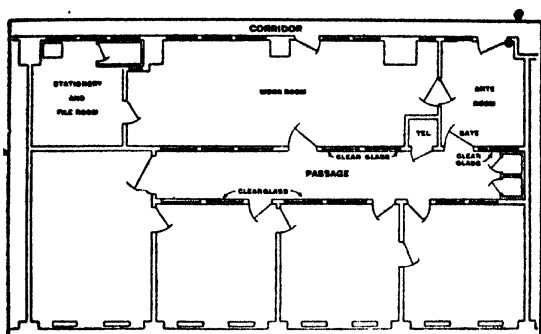 CORRIDOR
STATIONERY
AND
FILE ROOM
WORK ROOM
ANTE
ROOM
TEL
GATE
CLEAR GLASS
CLEAR
GLASS
PASSAGE
CLEAR GLASS